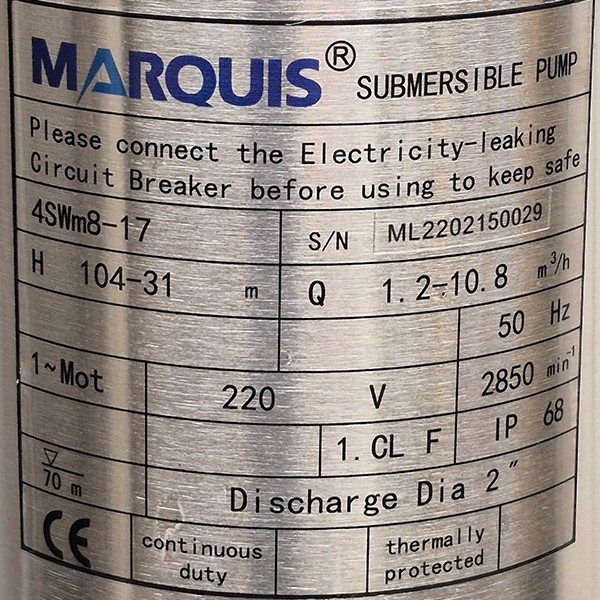 MARQUIS® SUBMERSIBLE PUMP
Please connect the Electricity-leaking
Circuit Breaker before using to keep safe
4SWm8-17 S/N ML2202150029
H 104-31 m Q 1.2-10.8 m³/h
50 Hz
1~Mot 220 V 2850 min⁻¹
1.CL F IP 68
70 m Discharge Dia 2″
CE continuous duty thermally protected